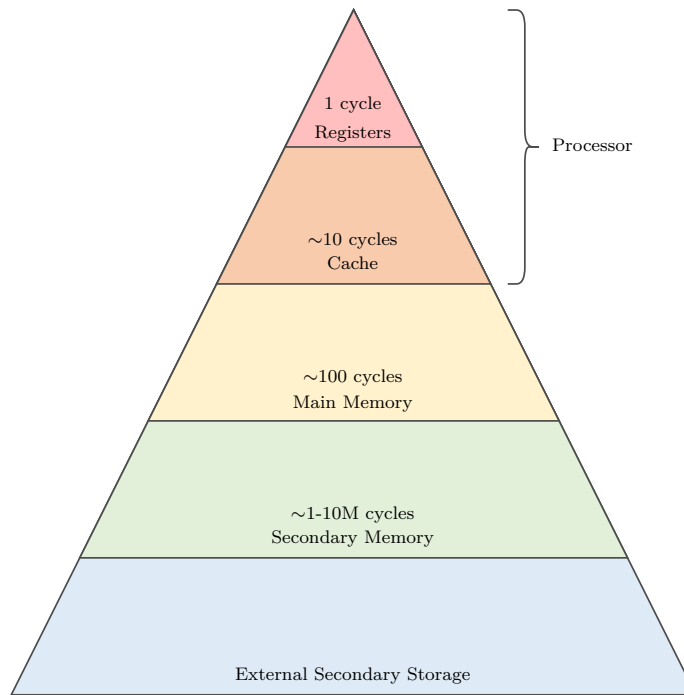 1 cycle
Registers
Processor
~10 cycles
Cache
~100 cycles
Main Memory
~1-10M cycles
Secondary Memory
External Secondary Storage